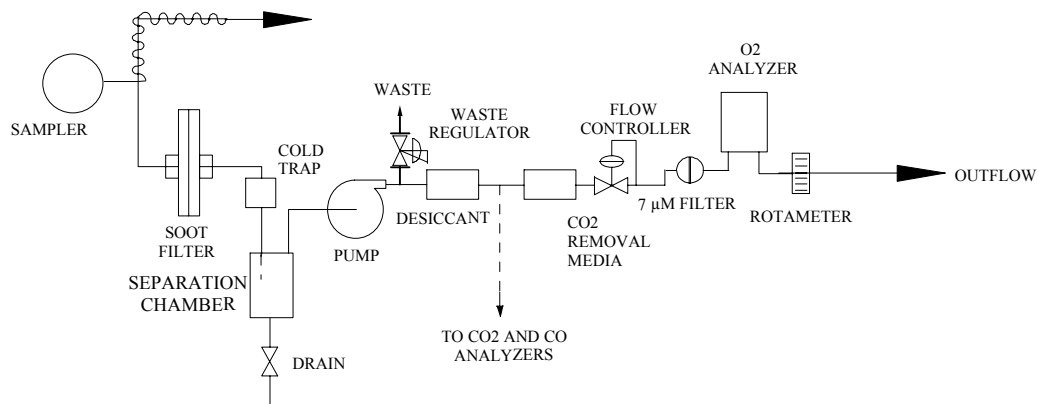 SAMPLER
SOOT
FILTER
COLD
TRAP
SEPARATION
CHAMBER
DRAIN
PUMP
WASTE
WASTE
REGULATOR
DESICCANT
TO CO2 AND CO
ANALYZERS
CO2
REMOVAL
MEDIA
FLOW
CONTROLLER
7 µM FILTER
O2
ANALYZER
ROTAMETER
OUTFLOW